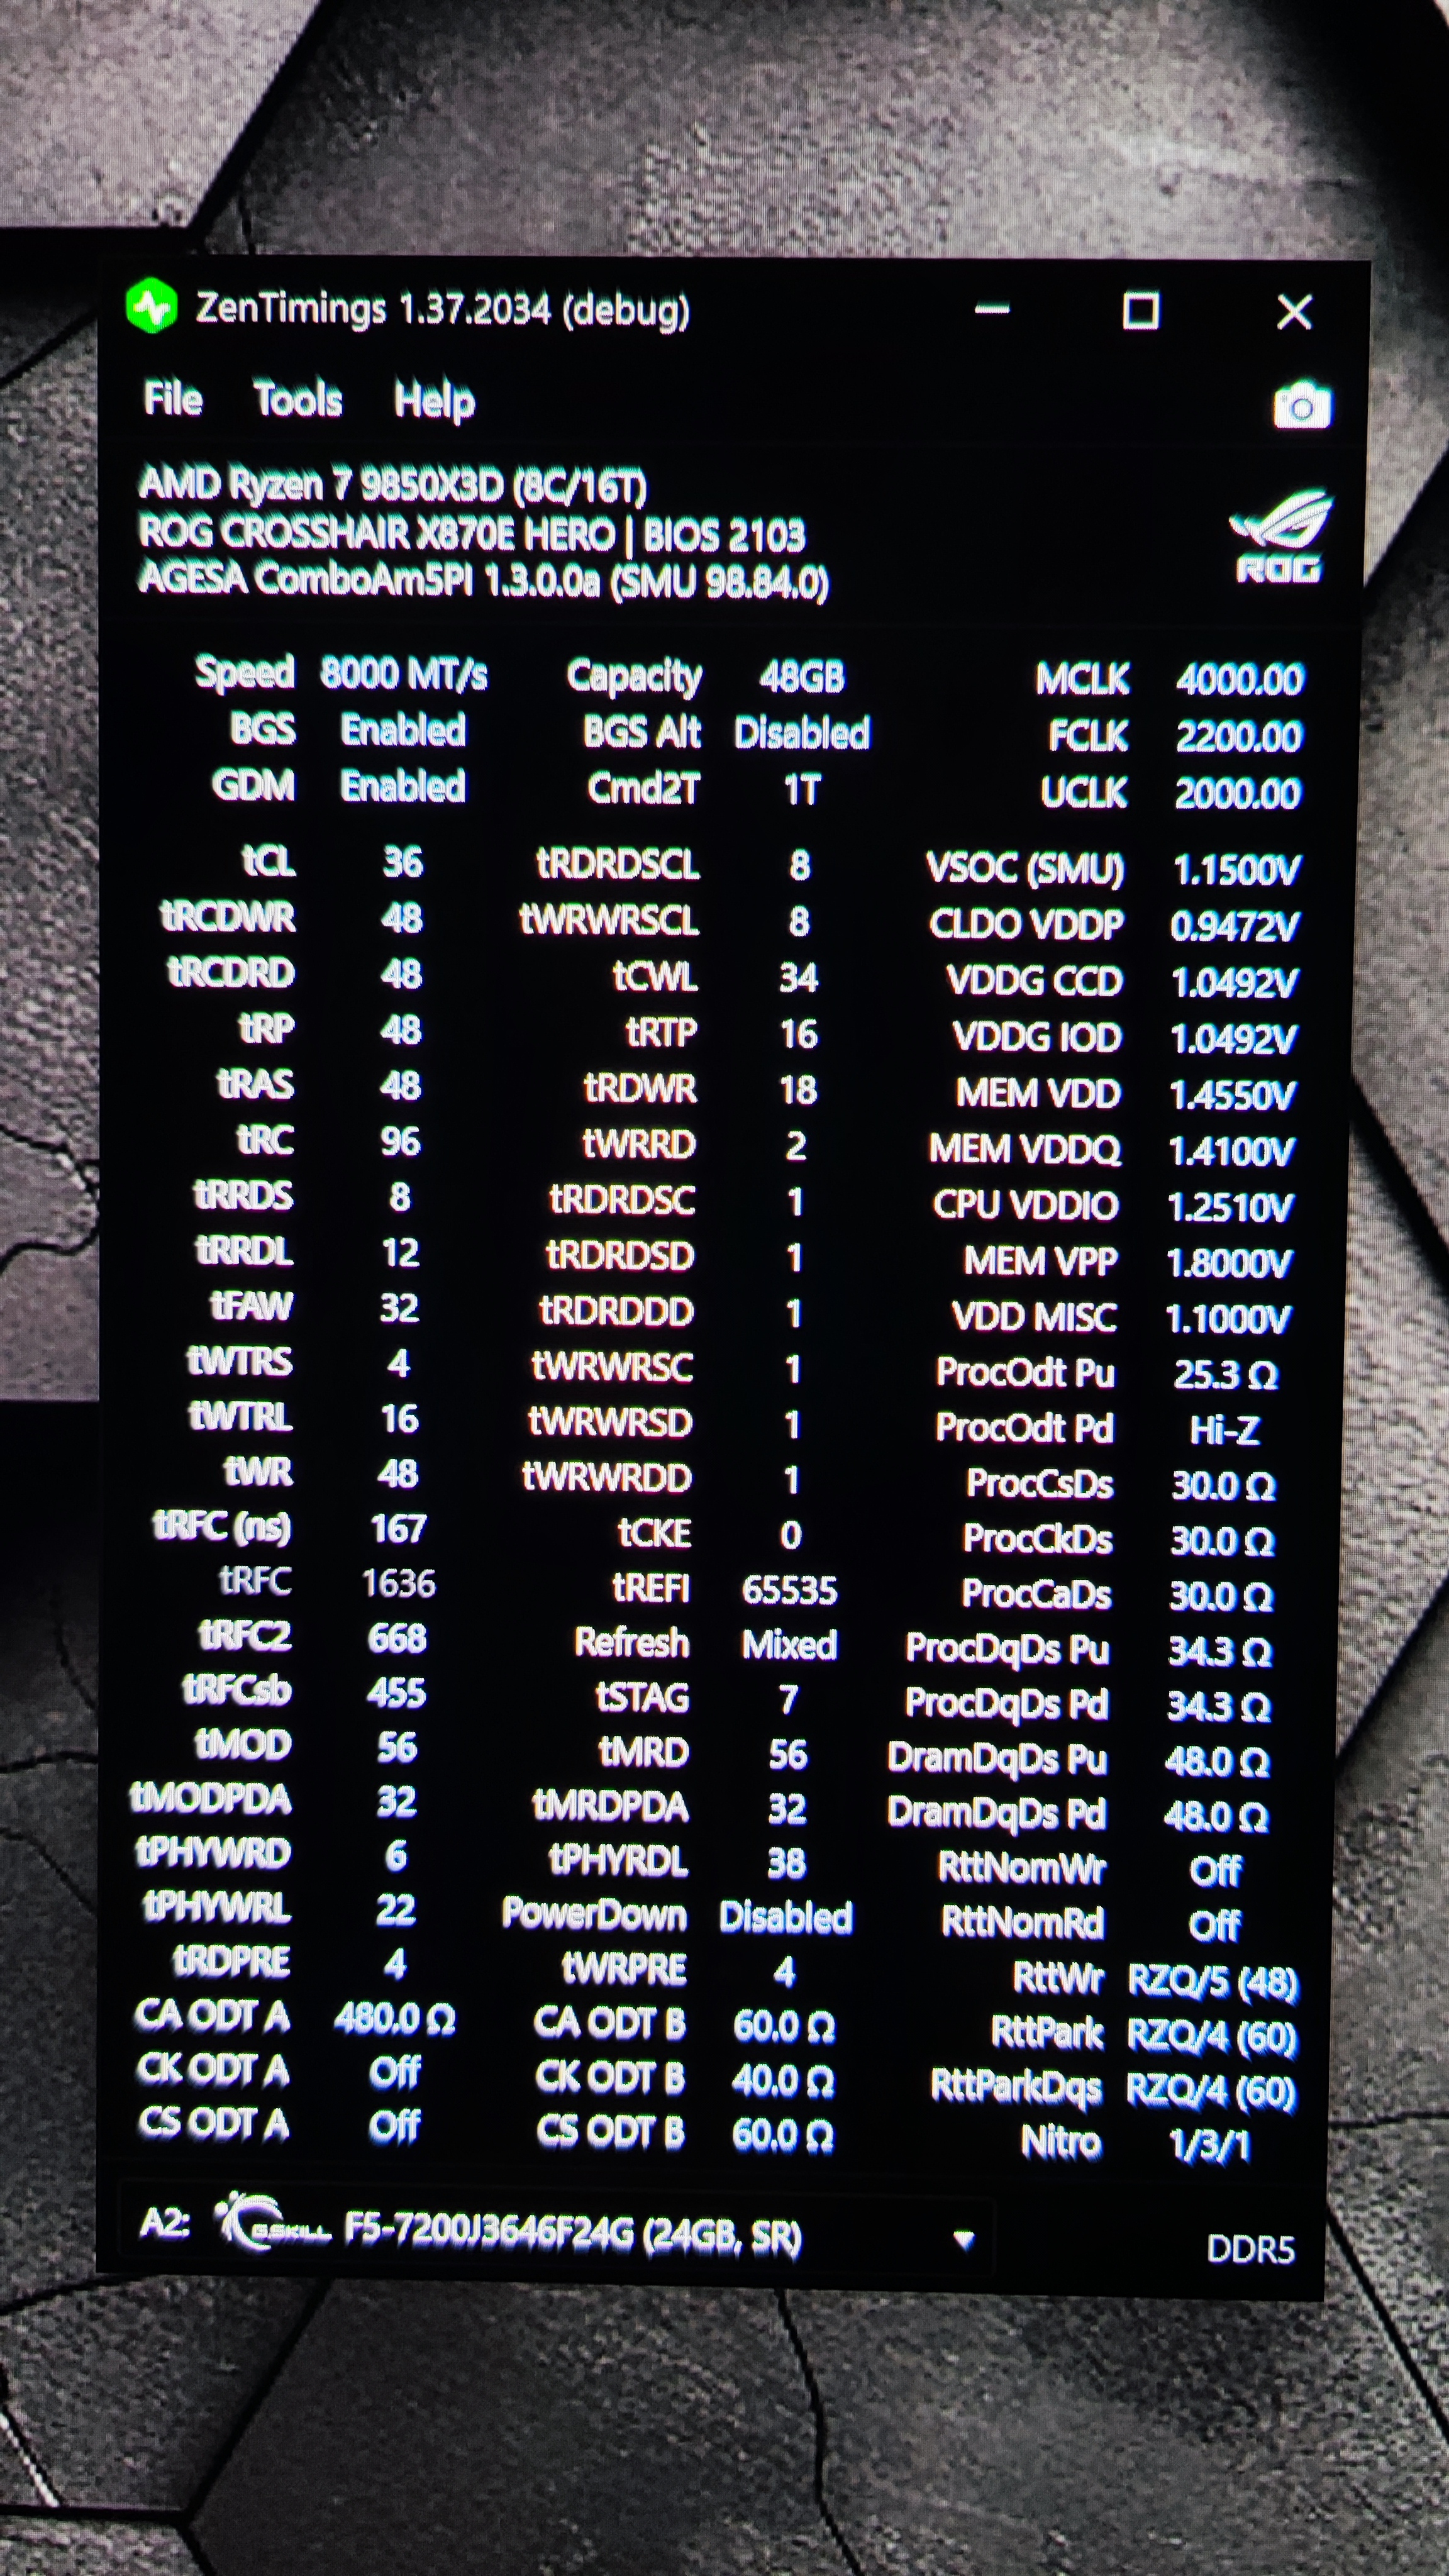 ZenTimings 1.37.2034 (debug)
File Tools Help
AMD Ryzen 7 9850X3D (8C/16T)
ROG CROSSHAIR X870E HERO | BIOS 2103
AGESA ComboAm5PI 1.3.0.0a (SMU 98.84.0)
ROG
Speed 8000 MT/s Capacity 48GB MCLK 4000.00
BGS Enabled BGS Alt Disabled FCLK 2200.00
GDM Enabled Cmd2T 1T UCLK 2000.00
tCL 36 tRDRDSCL 8 VSOC (SMU) 1.1500V
tRCDWR 48 tWRWRSCL 8 CLDO VDDP 0.9472V
tRCDRD 48 tCWL 34 VDDG CCD 1.0492V
tRP 48 tRTP 16 VDDG IOD 1.0492V
tRAS 48 tRDWR 18 MEM VDD 1.4550V
tRC 96 tWRRD 2 MEM VDDQ 1.4100V
tRRDS 8 tRDRDSC 1 CPU VDDIO 1.2510V
tRRDL 12 tRDRDSD 1 MEM VPP 1.8000V
tFAW 32 tRDRDDD 1 VDD MISC 1.1000V
tWTRS 4 tWRWRSC 1 ProcOdt Pu 25.3 Ω
tWTRL 16 tWRWRSD 1 ProcOdt Pd Hi-Z
tWR 48 tWRWRDD 1 ProcCsDs 30.0 Ω
tRFC (ns) 167 tCKE 0 ProcCkDs 30.0 Ω
tRFC 1636 tREFI 65535 ProcCaDs 30.0 Ω
tRFC2 668 Refresh Mixed ProcDqDs Pu 34.3 Ω
tRFCsb 455 tSTAG 7 ProcDqDs Pd 34.3 Ω
tMOD 56 tMRD 56 DramDqDs Pu 48.0 Ω
tMODPDA 32 tMRDPDA 32 DramDqDs Pd 48.0 Ω
tPHYWRD 6 tPHYRDL 38 RttNomWr Off
tPHYWRL 22 PowerDown Disabled RttNomRd Off
tRDPRE 4 tWRPRE 4 RttWr RZQ/5 (48)
CA ODT A 480.0 Ω CA ODT B 60.0 Ω RttPark RZQ/4 (60)
CK ODT A Off CK ODT B 40.0 Ω RttParkDqs RZQ/4 (60)
CS ODT A Off CS ODT B 60.0 Ω Nitro 1/3/1
A2: G.SKILL F5-7200J3646F24G (24GB, SR) DDR5